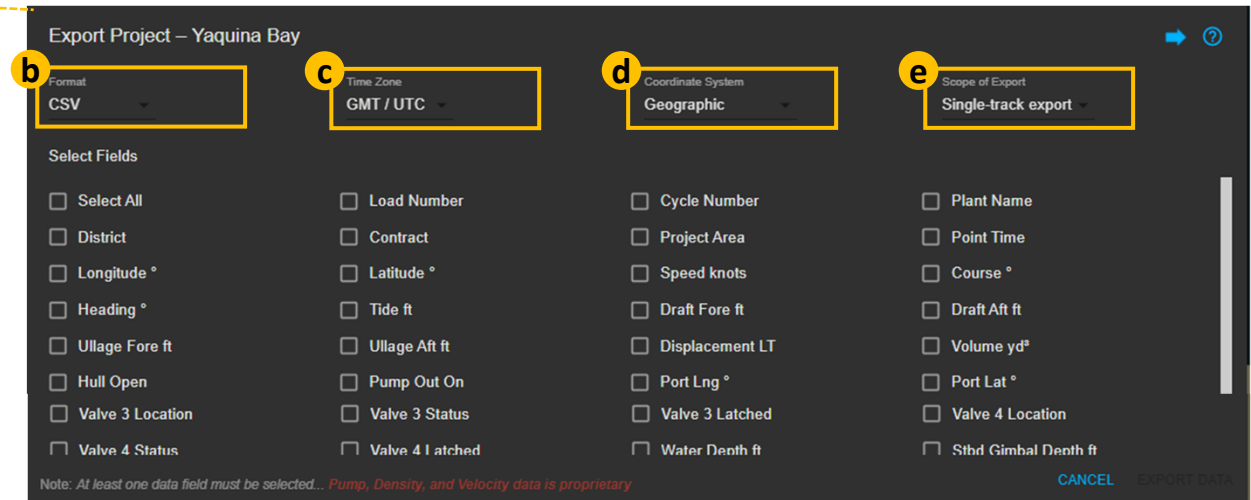 Export Project – Yaquina Bay
b
c
d
e
Format
Time Zone
Coordinate System
Scope of Export
CSV
GMT / UTC
Geographic
Single-track export
Select Fields
Select All
Load Number
Cycle Number
Plant Name
District
Contract
Project Area
Point Time
Longitude °
Latitude °
Speed knots
Course °
Heading °
Tide ft
Draft Fore ft
Draft Aft ft
Ullage Fore ft
Ullage Aft ft
Displacement LT
Volume yd³
Hull Open
Pump Out On
Port Lng °
Port Lat °
Valve 3 Location
Valve 3 Status
Valve 3 Latched
Valve 4 Location
Valve 4 Status
Valve 4 Latched
Water Depth ft
Stbd Gimbal Depth ft
Note: At least one data field must be selected... Pump, Density, and Velocity data is proprietary
CANCEL
EXPORT DATA